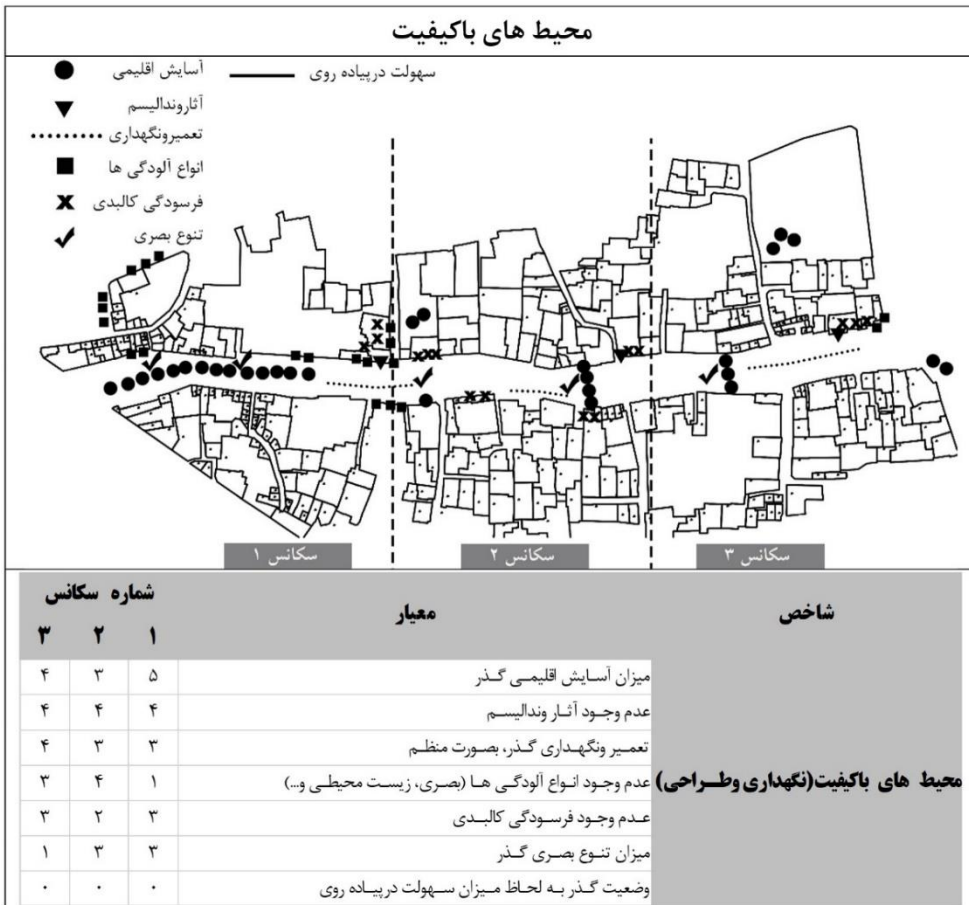 محیط های باکیفیت
آسایش اقلیمی
سهولت درپیاده روی
آثاروندالیسم
تعمیرونگهداری
انواع آلودگی ها
فرسودگی کالبدی
تنوع بصری
سکانس ۱
سکانس ۲
سکانس ۳
شاخص معیار شماره سکانس
۱ ۲ ۳
میزان آسایش اقلیمی گذر ۵ ۳ ۴
عدم وجود آثار وندالیسم ۴ ۴ ۴
تعمیر ونگهداری گذر، بصورت منظم ۳ ۳ ۴
محیط های باکیفیت(نگهداری وطراحی) عدم وجود انواع آلودگی ها (بصری، زیست محیطی و...) ۱ ۴ ۳
عدم وجود فرسودگی کالبدی ۳ ۲ ۳
میزان تنوع بصری گذر ۳ ۳ ۱
وضعیت گذر به لحاظ میزان سهولت درپیاده روی ۰ ۰ ۰